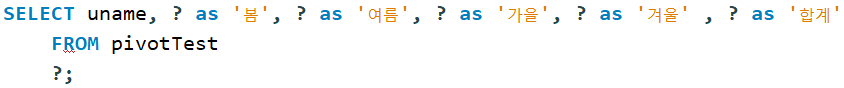 SELECT uname, ? as '봄', ? as '여름', ? as '가을', ? as '겨울' , ? as '합계'
FROM pivotTest
?;